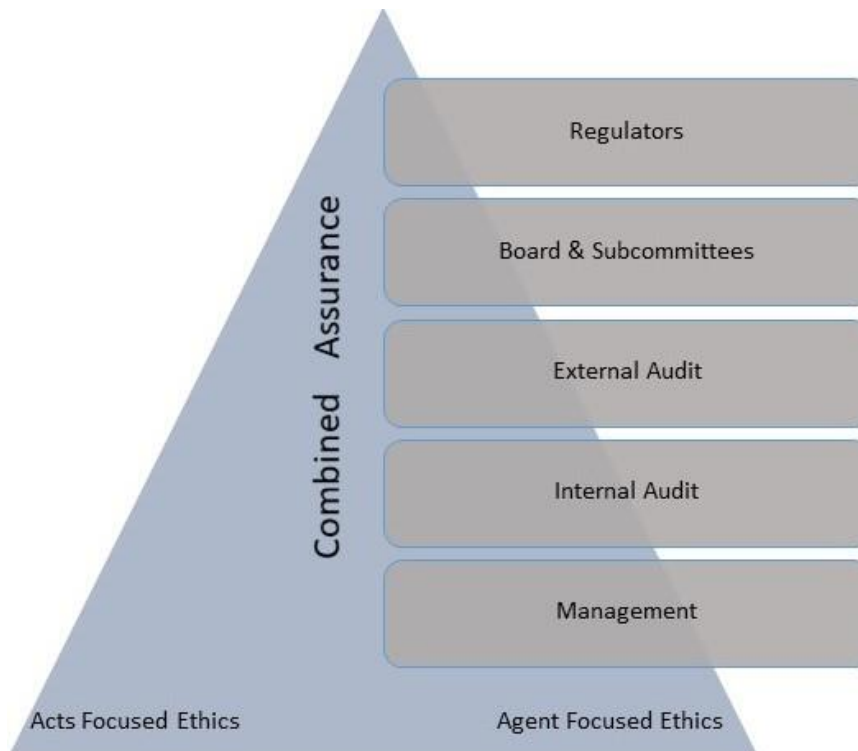 Regulators
Board & Subcommittees
Combined Assurance
External Audit
Internal Audit
Management
Acts Focused Ethics
Agent Focused Ethics